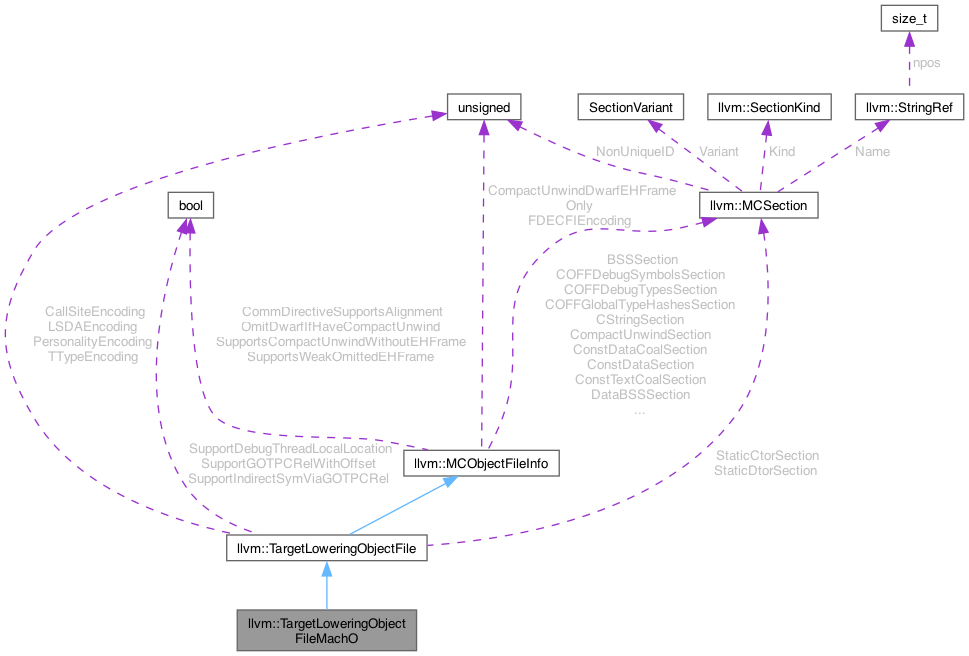 size_t
npos
unsigned
SectionVariant
llvm::SectionKind
llvm::StringRef
NonUniqueID
Variant
Kind
Name
CompactUnwindDwarfEHFrame
Only
FDECFIEncoding
bool
llvm::MCSection
BSSSection
COFFDebugSymbolsSection
COFFDebugTypesSection
COFFGlobalTypeHashesSection
CStringSection
CompactUnwindSection
ConstDataCoalSection
ConstDataSection
ConstTextCoalSection
DataBSSSection
...
CallSiteEncoding
LSDAEncoding
PersonalityEncoding
TTypeEncoding
CommDirectiveSupportsAlignment
OmitDwarfIfHaveCompactUnwind
SupportsCompactUnwindWithoutEHFrame
SupportsWeakOmittedEHFrame
SupportDebugThreadLocalLocation
SupportGOTPCRelWithOffset
SupportIndirectSymViaGOTPCRel
llvm::MCObjectFileInfo
StaticCtorSection
StaticDtorSection
llvm::TargetLoweringObjectFile
llvm::TargetLoweringObject
FileMachO